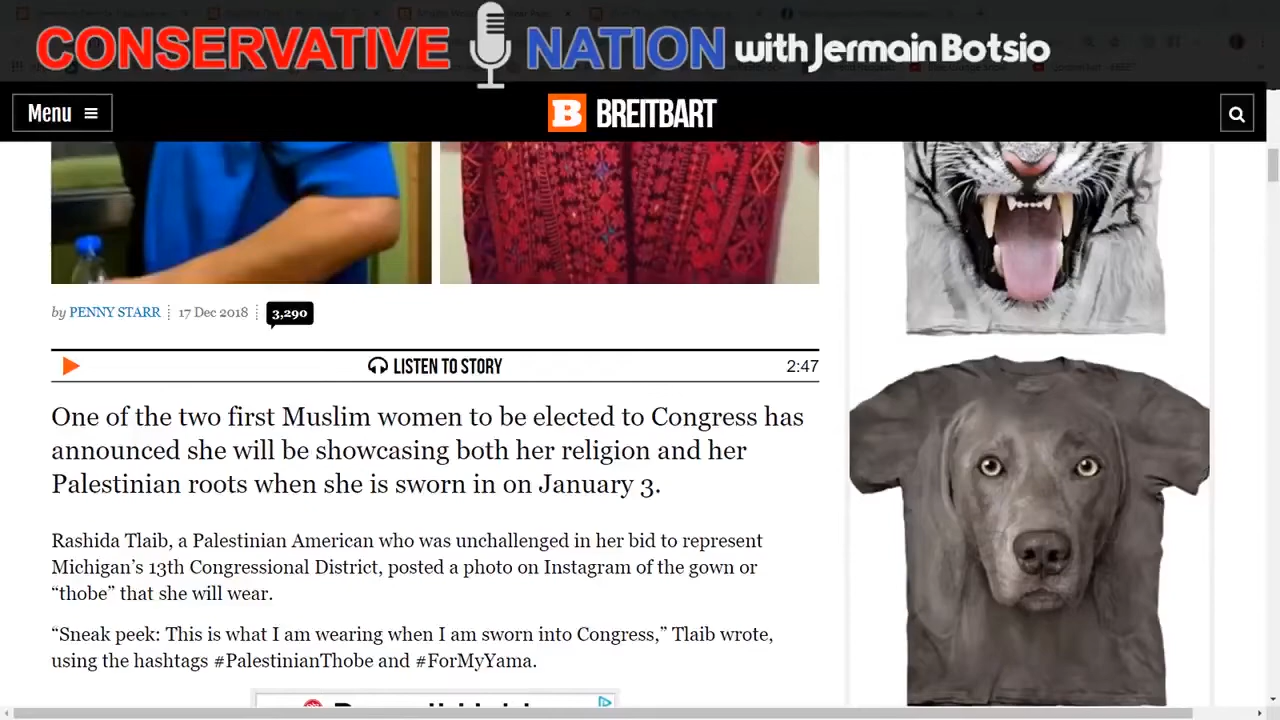 CONSERVATIVE NATION with Jermain Botsio
Menu
B BREITBART
by PENNY STARR 17 Dec 2018 3,290
LISTEN TO STORY 2:47
One of the two first Muslim women to be elected to Congress has
announced she will be showcasing both her religion and her
Palestinian roots when she is sworn in on January 3.
Rashida Tlaib, a Palestinian American who was unchallenged in her bid to represent
Michigan’s 13th Congressional District, posted a photo on Instagram of the gown or
“thobe” that she will wear.
“Sneak peek: This is what I am wearing when I am sworn into Congress,” Tlaib wrote,
using the hashtags #PalestinianThobe and #ForMyYama.